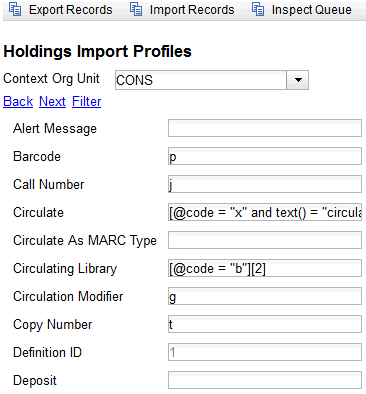 Export Records Import Records Inspect Queue
Holdings Import Profiles
Context Org Unit CONS
Back Next Filter
Alert Message
Barcode p
Call Number j
Circulate [@code = "x" and text() = "circula
Circulate As MARC Type
Circulating Library [@code = "b"][2]
Circulation Modifier g
Copy Number t
Definition ID 1
Deposit